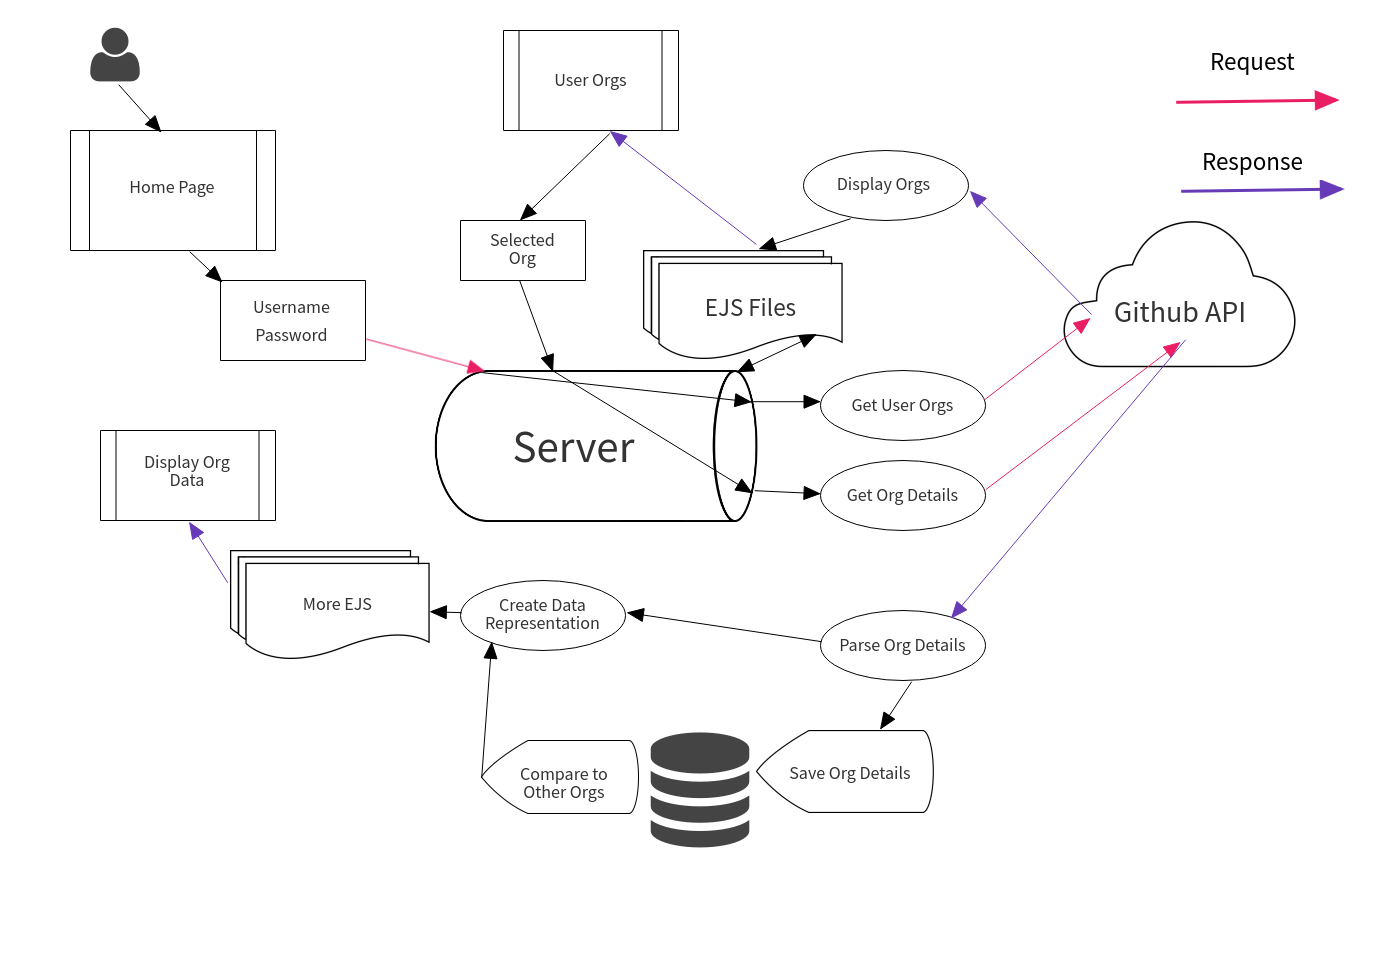 User Orgs
Request
Home Page
Display Orgs
Response
Selected
Org
Username
Password
EJS Files
Github API
Get User Orgs
Server
Display Org
Data
Get Org Details
More EJS
Create Data
Representation
Parse Org Details
Compare to
Other Orgs
Save Org Details